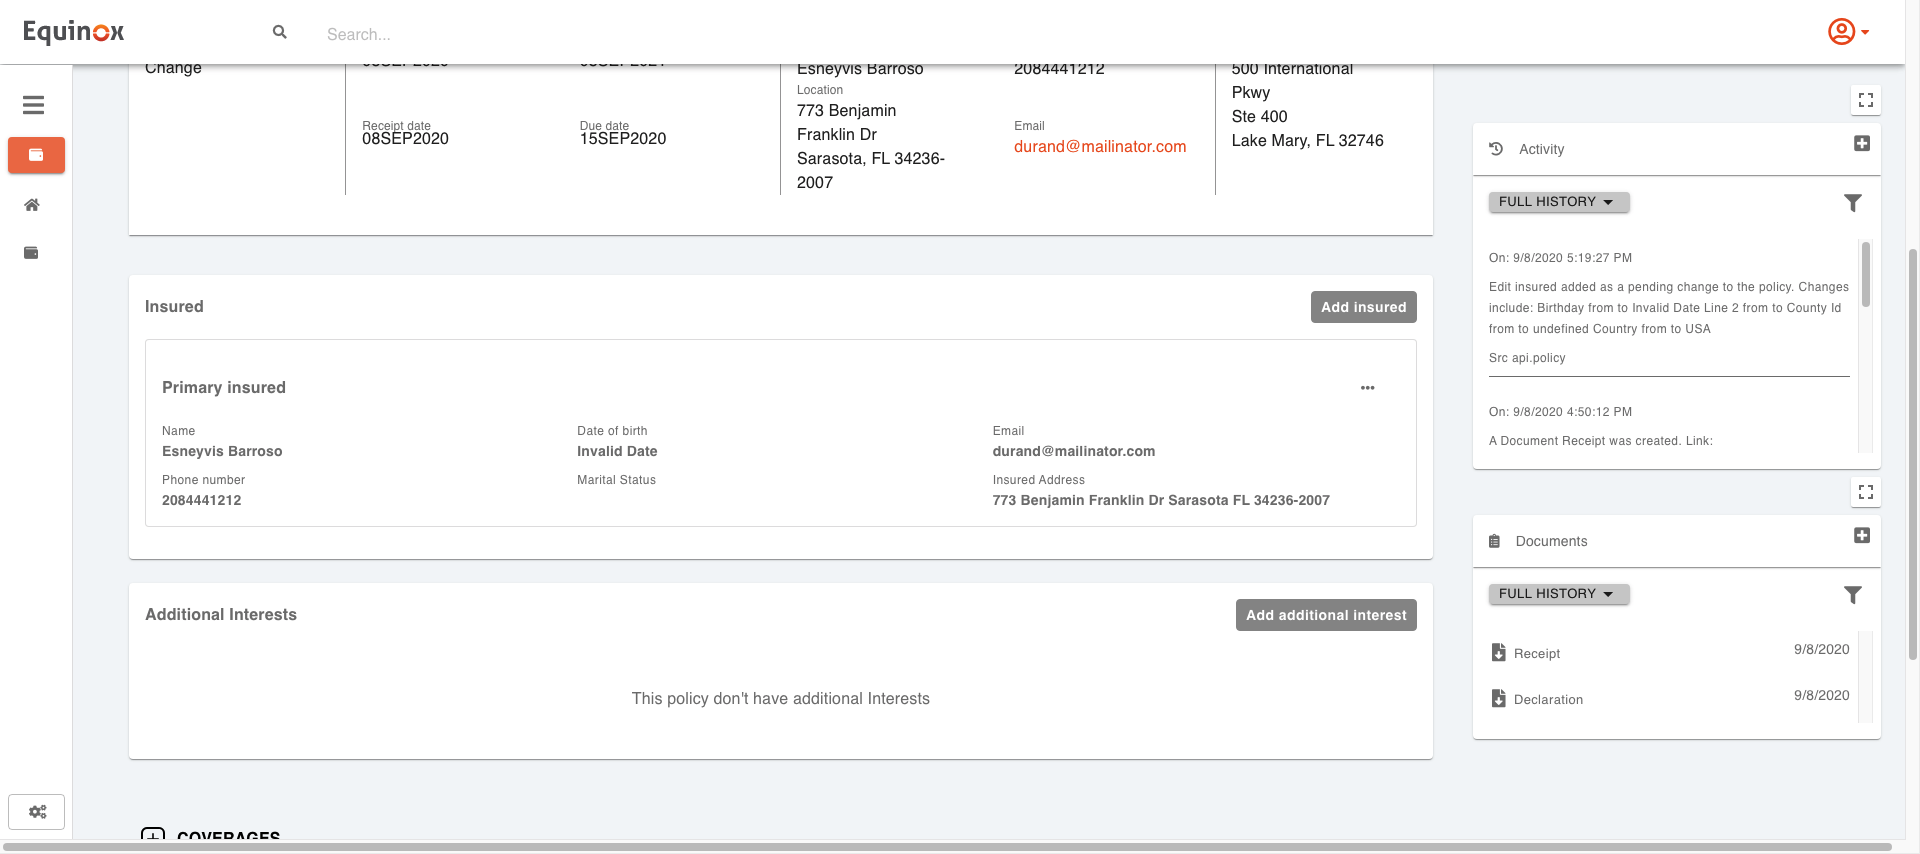 Equinox
Search...
Change
Esneyvis Barroso
2084441212
500 International
Location
Pkwy
773 Benjamin
Franklin Dr
Sarasota, FL 34236-
2007
Ste 400
Lake Mary, FL 32746
Receipt date
08SEP2020
Due date
15SEP2020
Email
durand@mailinator.com
Insured
Add insured
Primary insured
Name
Esneyvis Barroso
Date of birth
Invalid Date
Email
durand@mailinator.com
Phone number
2084441212
Marital Status
Insured Address
773 Benjamin Franklin Dr Sarasota FL 34236-2007
Additional Interests
Add additional interest
This policy don't have additional Interests
COVERAGES
Activity
FULL HISTORY
On: 9/8/2020 5:19:27 PM
Edit insured added as a pending change to the policy. Changes
include: Birthday from to Invalid Date Line 2 from to County Id
from to undefined Country from to USA
Src api.policy
On: 9/8/2020 4:50:12 PM
A Document Receipt was created. Link:
Documents
FULL HISTORY
Receipt
9/8/2020
Declaration
9/8/2020